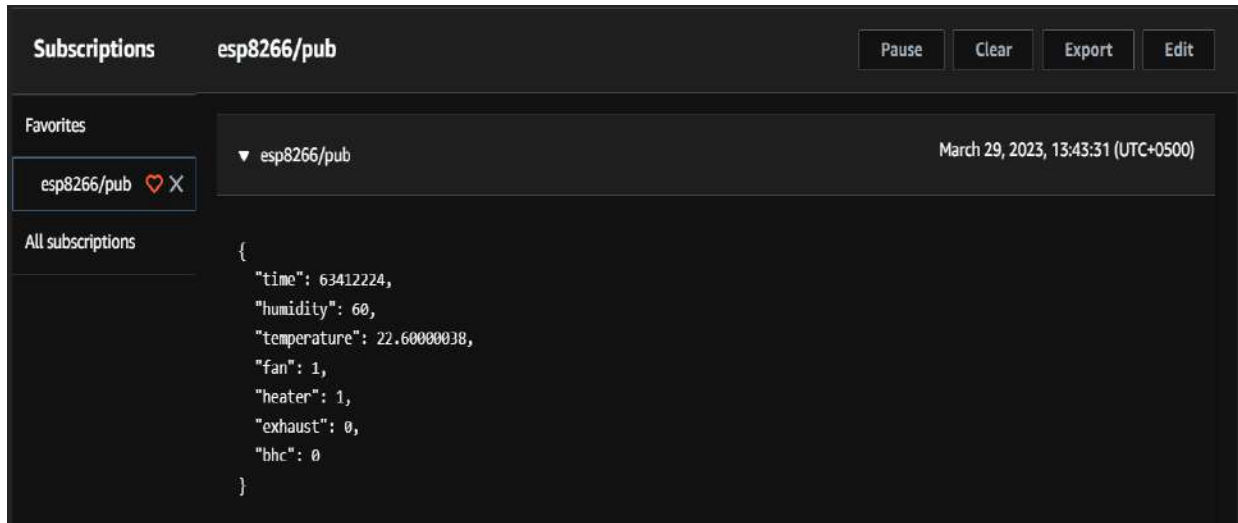 Subscriptions
esp8266/pub
Pause
Clear
Export
Edit
Favorites
esp8266/pub
All subscriptions
▼ esp8266/pub
March 29, 2023, 13:43:31 (UTC+0500)
{
"time": 63412224,
"humidity": 60,
"temperature": 22.60000038,
"fan": 1,
"heater": 1,
"exhaust": 0,
"bhc": 0
}